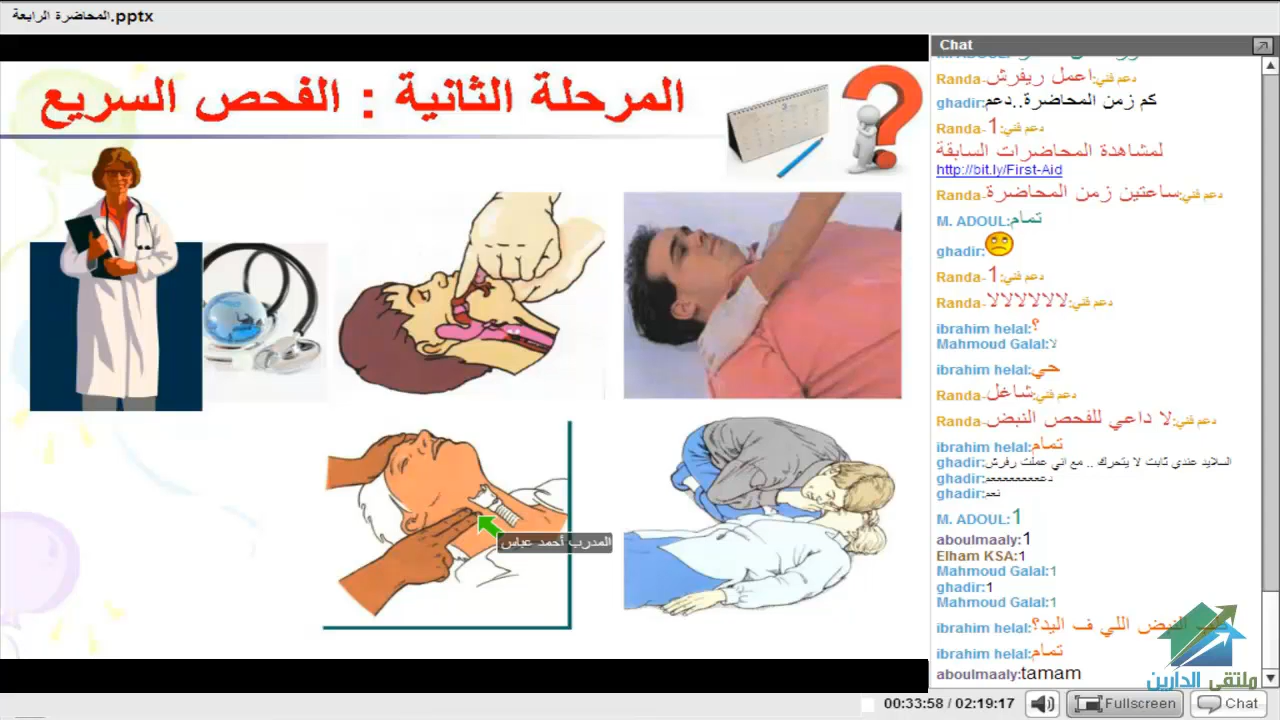 المحاضرة الرابعة.pptx
المرحلة الثانية : الفحص السريع
المدرب أحمد عباس
Chat
دعم فني-Randa:اعمل ريفرش
ghadir:كم زمن المحاضرة..دعم
دعم فني-Randa:1
لمشاهدة المحاضرات السابقة
http://bit.ly/First-Aid
دعم فني-Randa:ساعتين زمن المحاضرة
M. ADOUL:تمام
ghadir:
دعم فني-Randa:1
دعم فني-Randa:لالالالالالا
ibrahim helal:؟
Mahmoud Galal:لا
ibrahim helal:حي
دعم فني-Randa:شاغل
دعم فني-Randa:لا داعي للفحص النبض
ibrahim helal:تمام
ghadir:السلايد عندي ثابت لا يتحرك .. مع اني عملت رفرش
ghadir:دعععععععععم
ghadir:نعم
M. ADOUL:1
aboulmaaly:1
Elham KSA:1
Mahmoud Galal:1
ghadir:1
Mahmoud Galal:1
ibrahim helal:طب النبض اللي ف اليد؟
ibrahim helal:تمام
aboulmaaly:tamam
ملتقى الدارين
00:33:58 / 02:19:17
Fullscreen
Chat